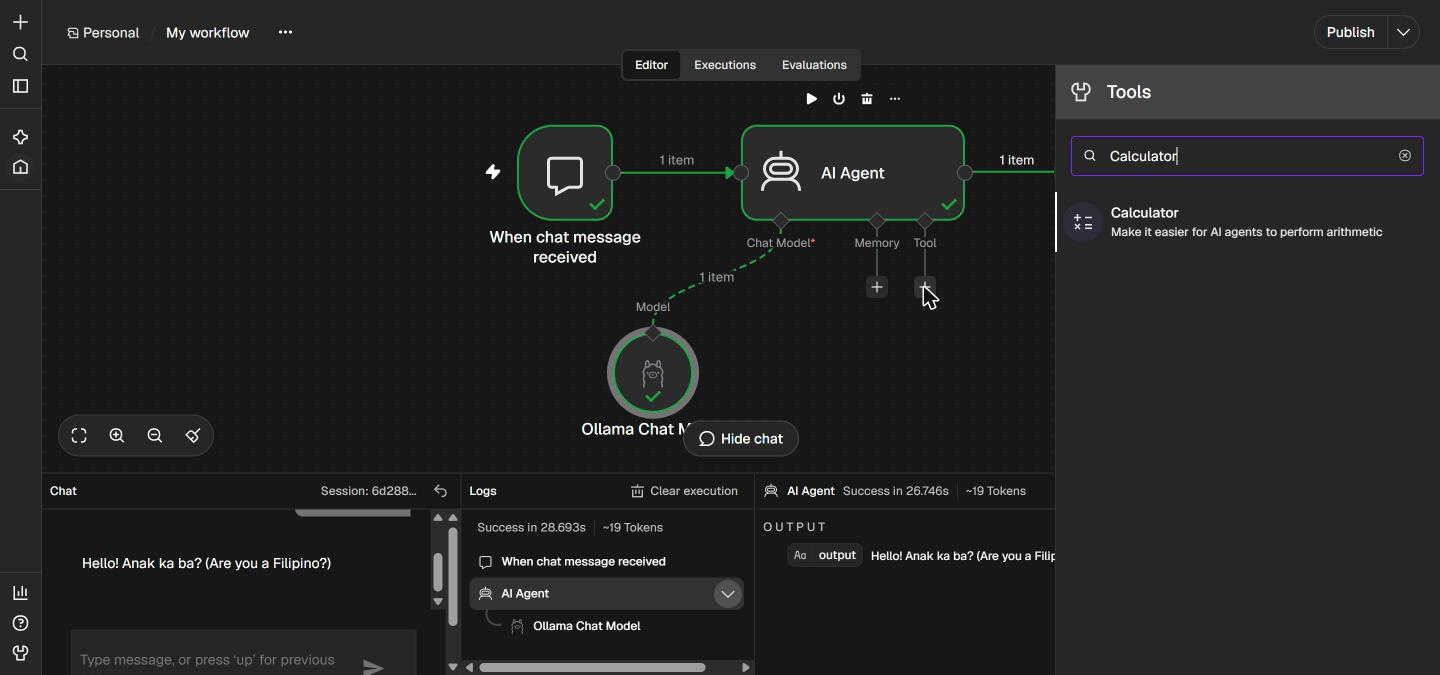 Personal / My workflow
Publish
Editor
Executions
Evaluations
Tools
Calculator
Calculator
Make it easier for AI agents to perform arithmetic
1 item
AI Agent
1 item
When chat message
received
Chat Model*
Memory
Tool
1 item
Model
Ollama Chat M
Hide chat
Chat
Session: 6d288...
Hello! Anak ka ba? (Are you a Filipino?)
Type message, or press ‘up’ for previous
Logs
Clear execution
Success in 28.693s
~19 Tokens
When chat message received
AI Agent
Ollama Chat Model
AI Agent Success in 26.746s
~19 Tokens
OUTPUT
Aa output Hello! Anak ka ba? (Are you a Filip